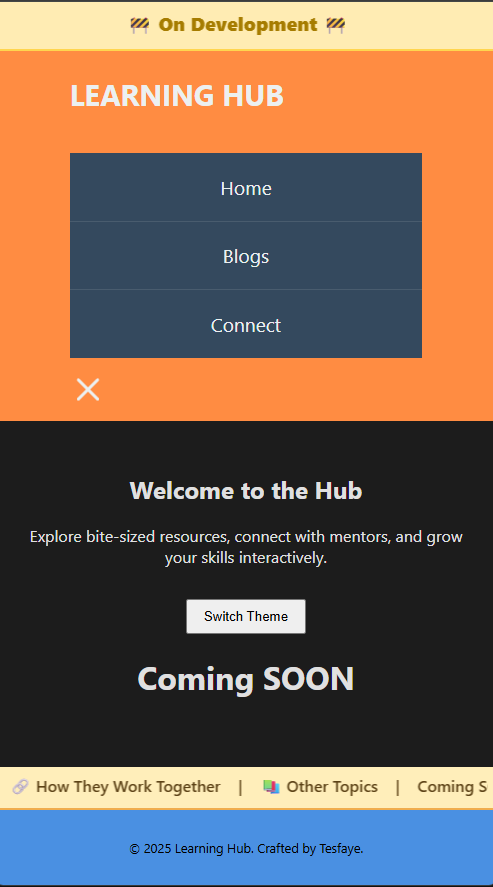 🚧 On Development 🚧
LEARNING HUB
Home
Blogs
Connect
Welcome to the Hub
Explore bite-sized resources, connect with mentors, and grow
your skills interactively.
Switch Theme
Coming SOON
🔗 How They Work Together | 📚 Other Topics | Coming S
© 2025 Learning Hub. Crafted by Tesfaye.